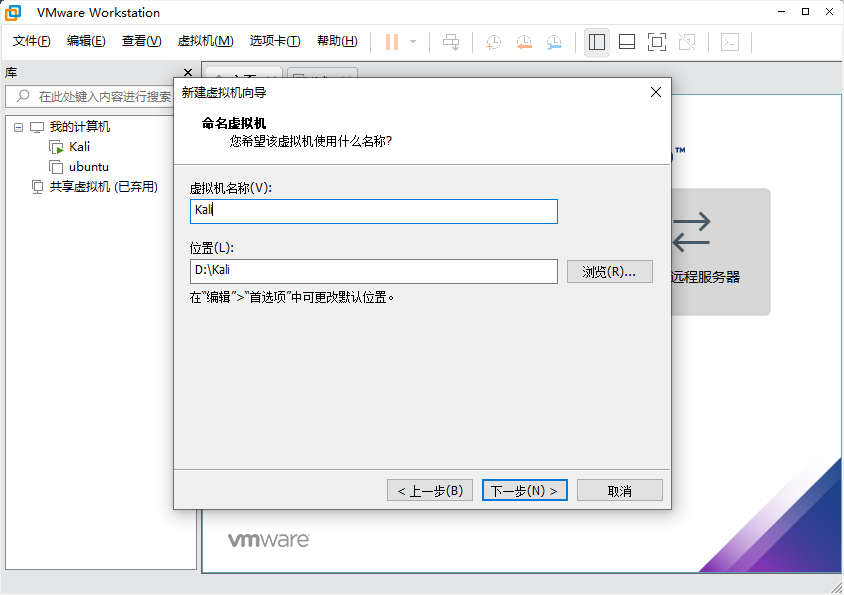 VMware Workstation
文件(F) 编辑(E) 查看(V) 虚拟机(M) 选项卡(T) 帮助(H)
库
在此处键入内容进行搜索
我的计算机
Kali
ubuntu
共享虚拟机 (已弃用)
新建虚拟机向导
命名虚拟机
您希望该虚拟机使用什么名称?
虚拟机名称(V):
Kali
位置(L):
D:\Kali
浏览(R)...
在“编辑”>“首选项”中可更改默认位置。
< 上一步(B) 下一步(N) > 取消
™
远程服务器
vmware